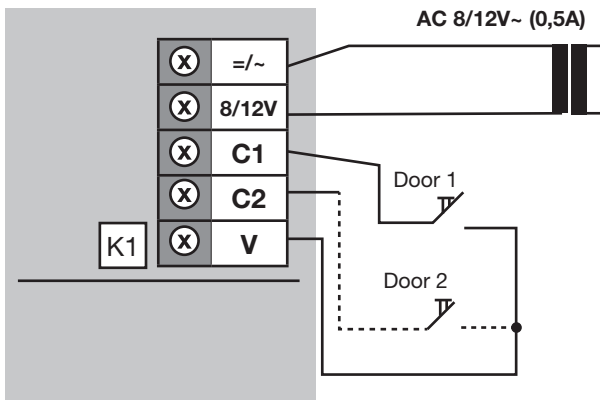 AC 8/12V~ (0,5A)
X =/~
X 8/12V
X C1
X C2
X V
K1
Door 1
Door 2